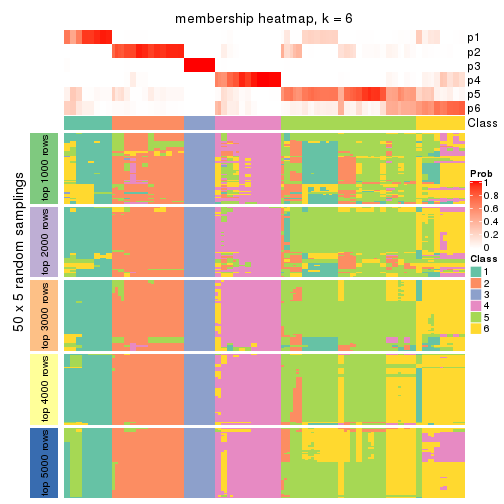 membership heatmap, k = 6
p1
p2
p3
p4
p5
p6
Class
50 x 5 random samplings
top 1000 rows
top 2000 rows
top 3000 rows
top 4000 rows
top 5000 rows
Prob
1
0.8
0.6
0.4
0.2
0
Class
1
2
3
4
5
6